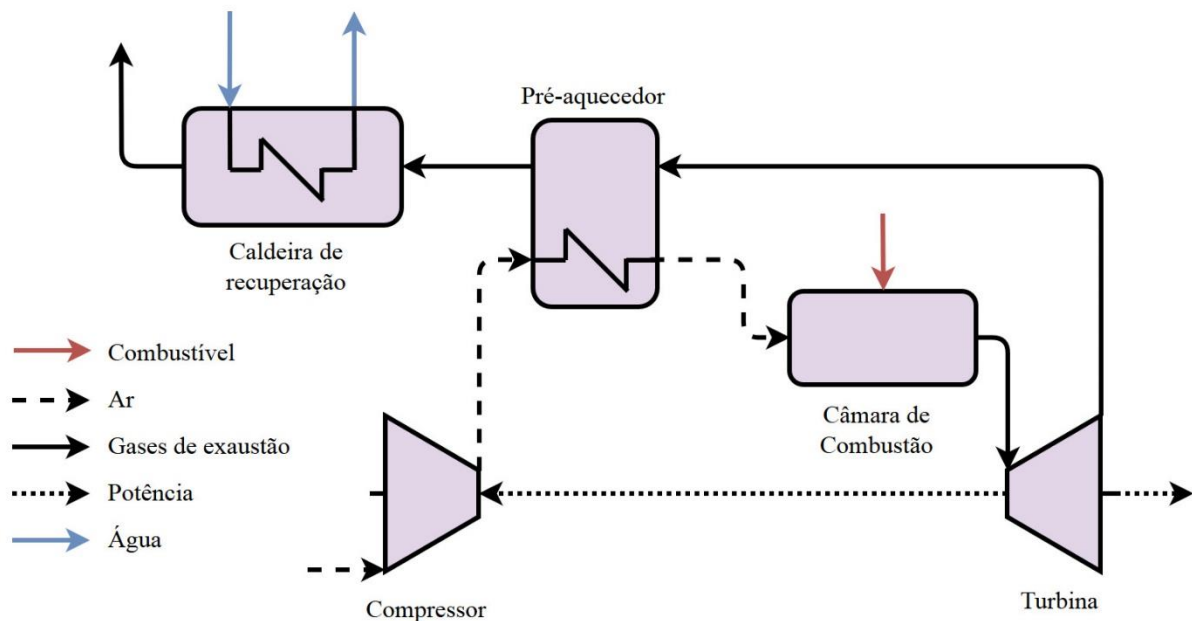 Pré-aquecedor
Caldeira de
recuperação
Combustível
Ar
Gases de exaustão
Potência
Água
Câmara de
Combustão
Compressor
Turbina